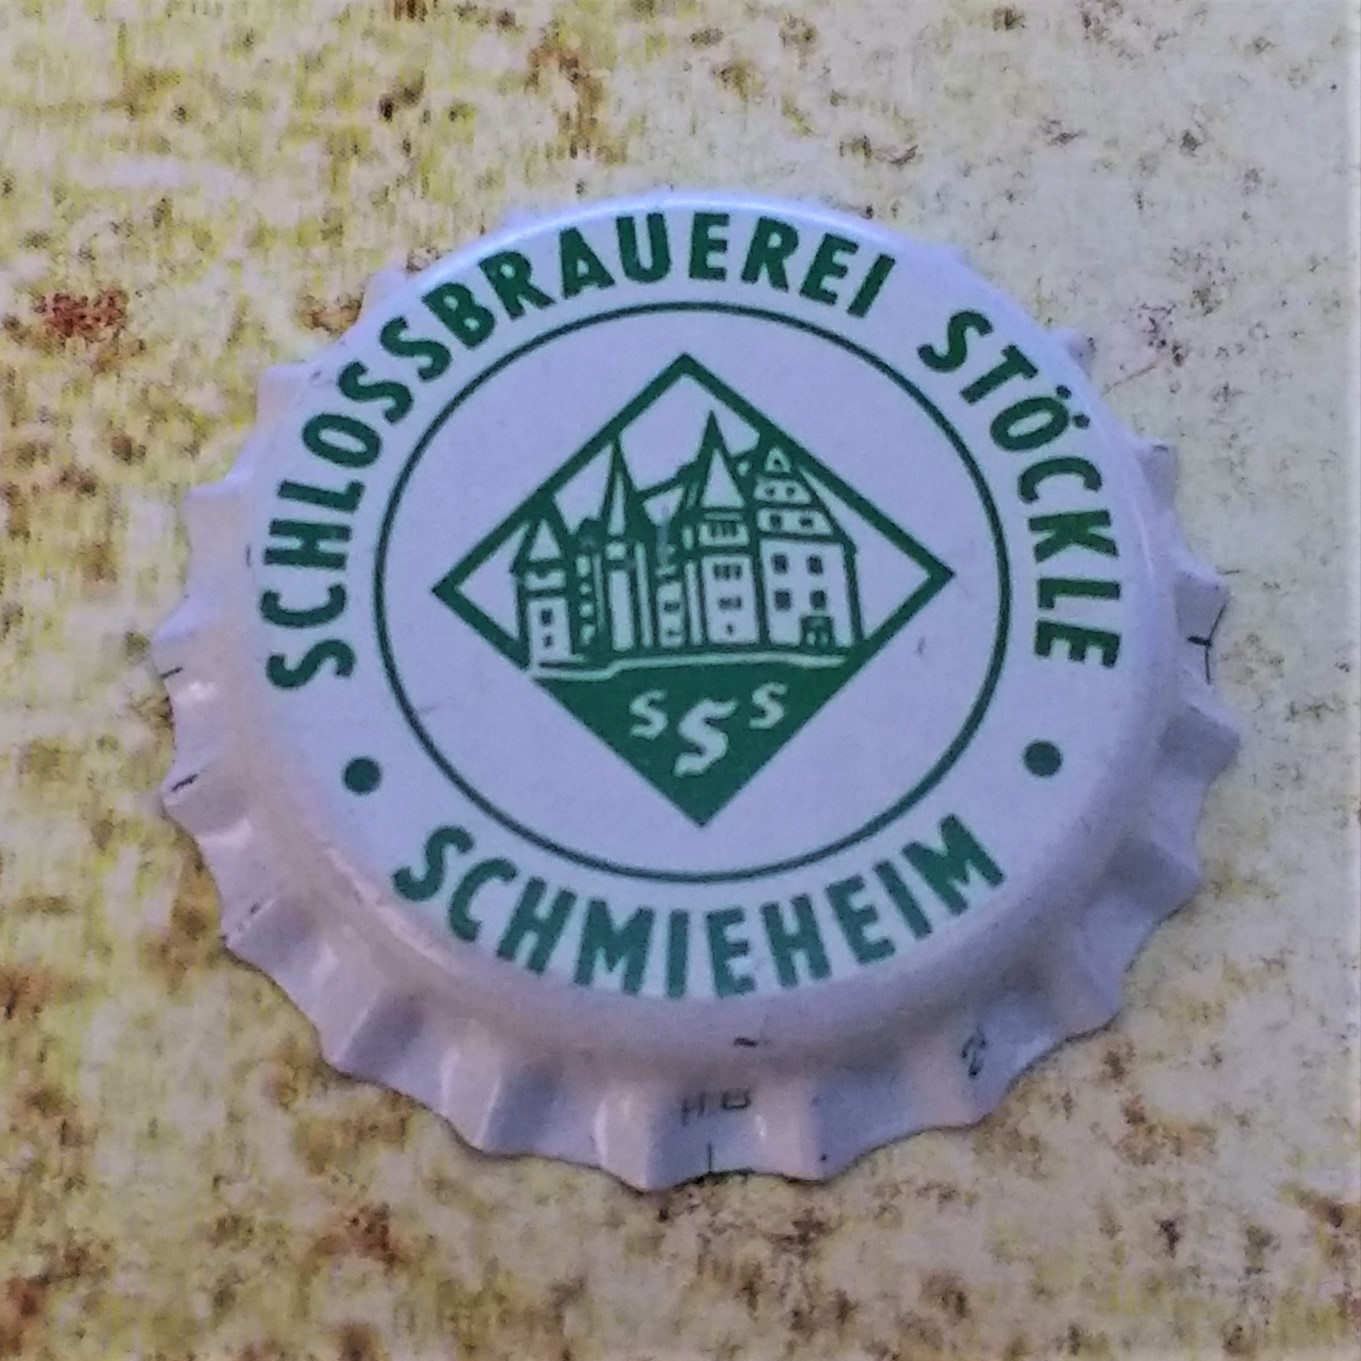 SCHLOSSBRAUEREI STÖCKLE
SSS
• SCHMIEHEIM •
H.B